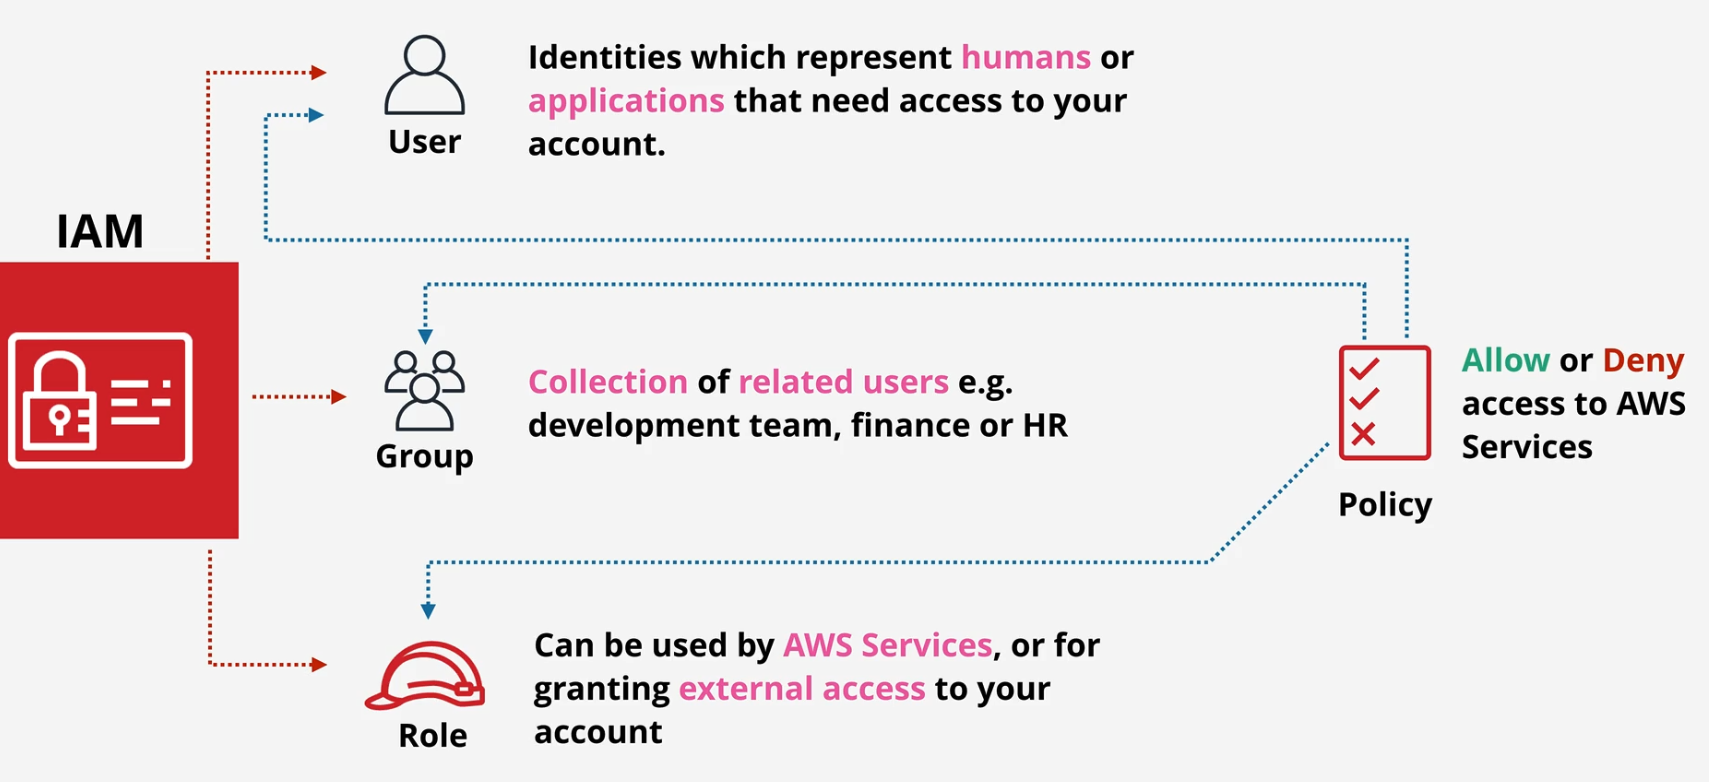 Identities which represent humans or
applications that need access to your
account.
User
IAM
Collection of related users e.g.
development team, finance or HR
Group
Allow or Deny
access to AWS
Services
Policy
Can be used by AWS Services, or for
granting external access to your
account
Role